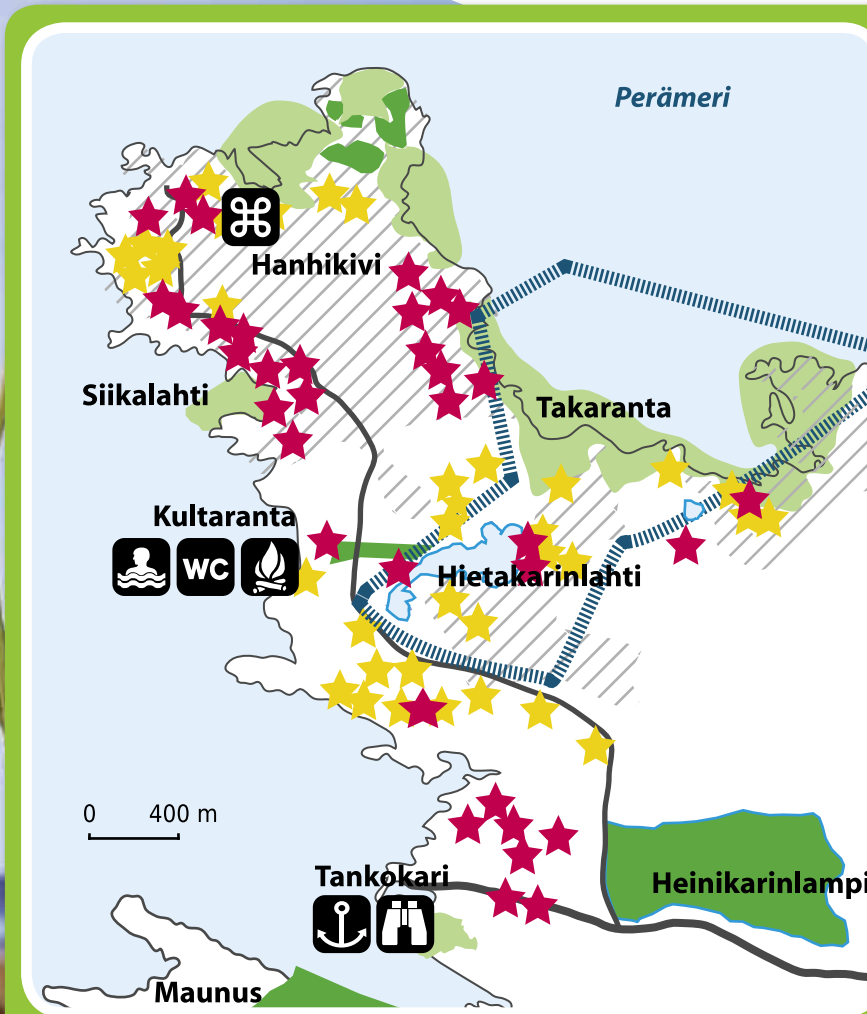 Perämeri
Hanhikivi
Siikalahti
Takaranta
Kultaranta
WC
Hietakarinlahti
0 400 m
Tankokari
Heinikarinlampi
Maunus